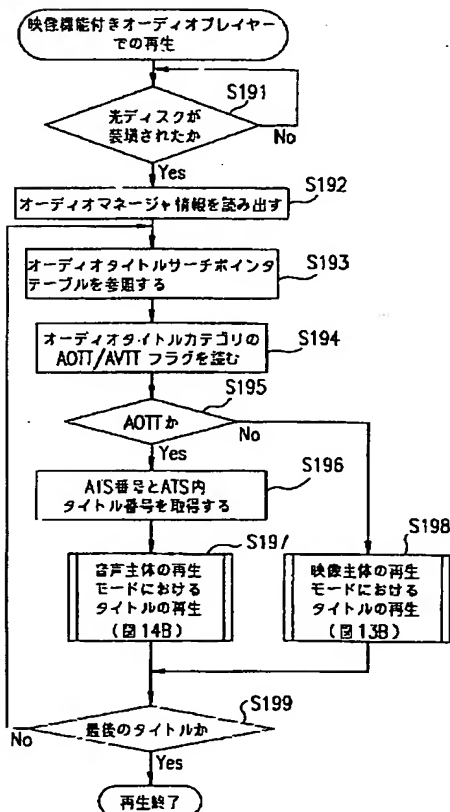 映像機能付きオーディオプレイヤー
での再生
S191
光ディスクが
装填されたか
No
Yes
S192
オーディオマネージャ情報を読み出す
S193
オーディオタイトルサーチポインタ
テーブルを参照する
S194
オーディオタイトルカテゴリの
AOTT/AVTT フラグを読む
S195
AOTTか
No
Yes
S196
ATS番号とATS内
タイトル番号を取得する
S197
S198
音声主体の再生
モードにおける
タイトルの再生
(図14B)
映像主体の再生
モードにおける
タイトルの再生
(図13B)
S199
最後のタイトルか
No
Yes
再生終了